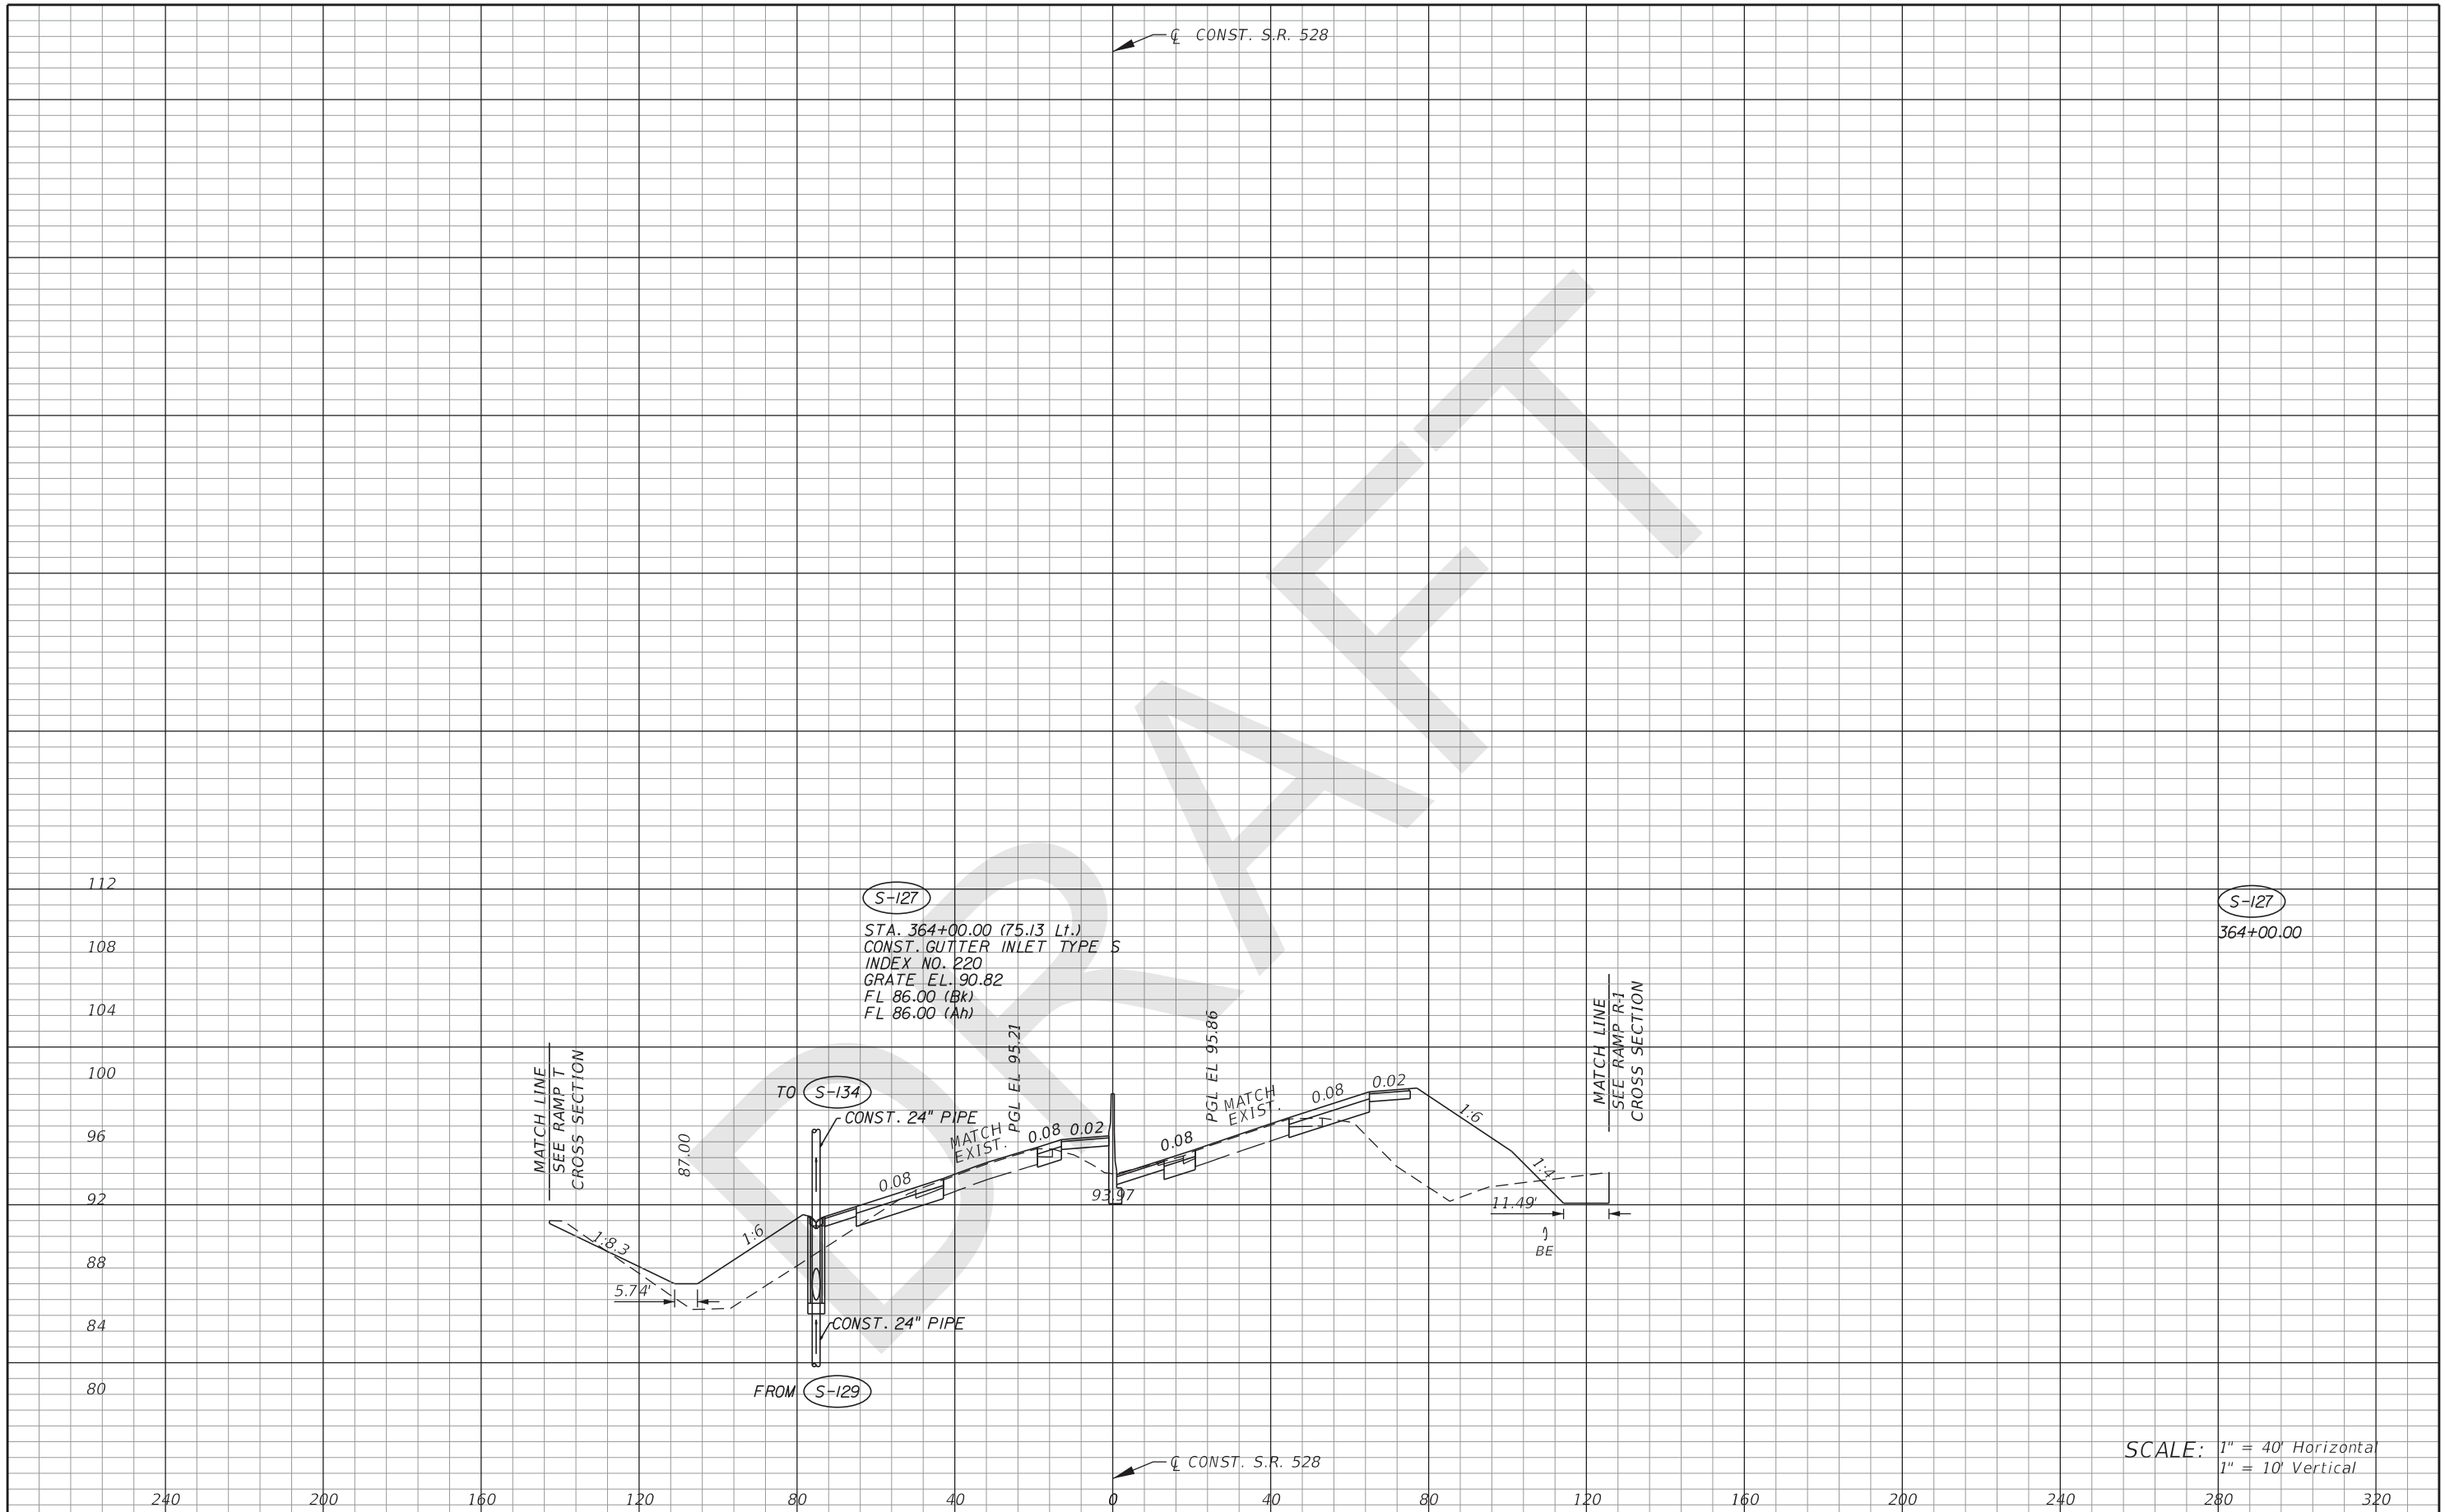 ℄ CONST. S.R. 528
112
108
104
100
96
92
88
84
80
S-127
STA. 364+00.00 (75.13 Lt.)
CONST. GUTTER INLET TYPE S
INDEX NO. 220
GRATE EL. 90.82
FL 86.00 (Bk)
FL 86.00 (Ah)
S-127
364+00.00
MATCH LINE
SEE RAMP T
CROSS SECTION
1:8.3
5.74'
87.00
1:6
TO S-134
CONST. 24" PIPE
0.08
MATCH
EXIST.
PGL EL 95.21
0.08
0.02
93.97
0.08
PGL EL 95.86
MATCH
EXIST.
0.08
0.02
1:6
1:4
11.49'
BE
MATCH LINE
SEE RAMP R-1
CROSS SECTION
CONST. 24" PIPE
FROM S-129
℄ CONST. S.R. 528
SCALE: 1" = 40' Horizontal
1" = 10' Vertical
240 200 160 120 80 40 0 40 80 120 160 200 240 280 320
DRAFT